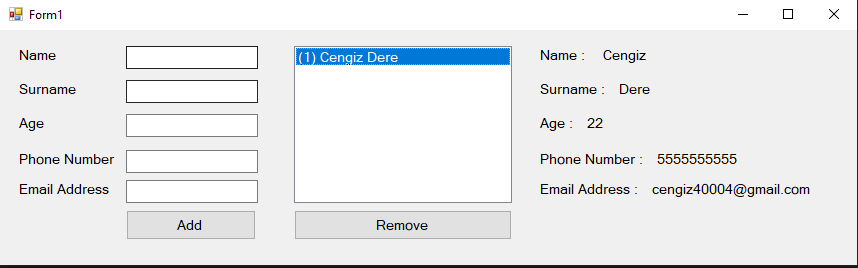 Form1
Name
Surname
Age
Phone Number
Email Address
Add
(1) Cengiz Dere
Remove
Name : Cengiz
Surname : Dere
Age : 22
Phone Number : 5555555555
Email Address : cengiz40004@gmail.com